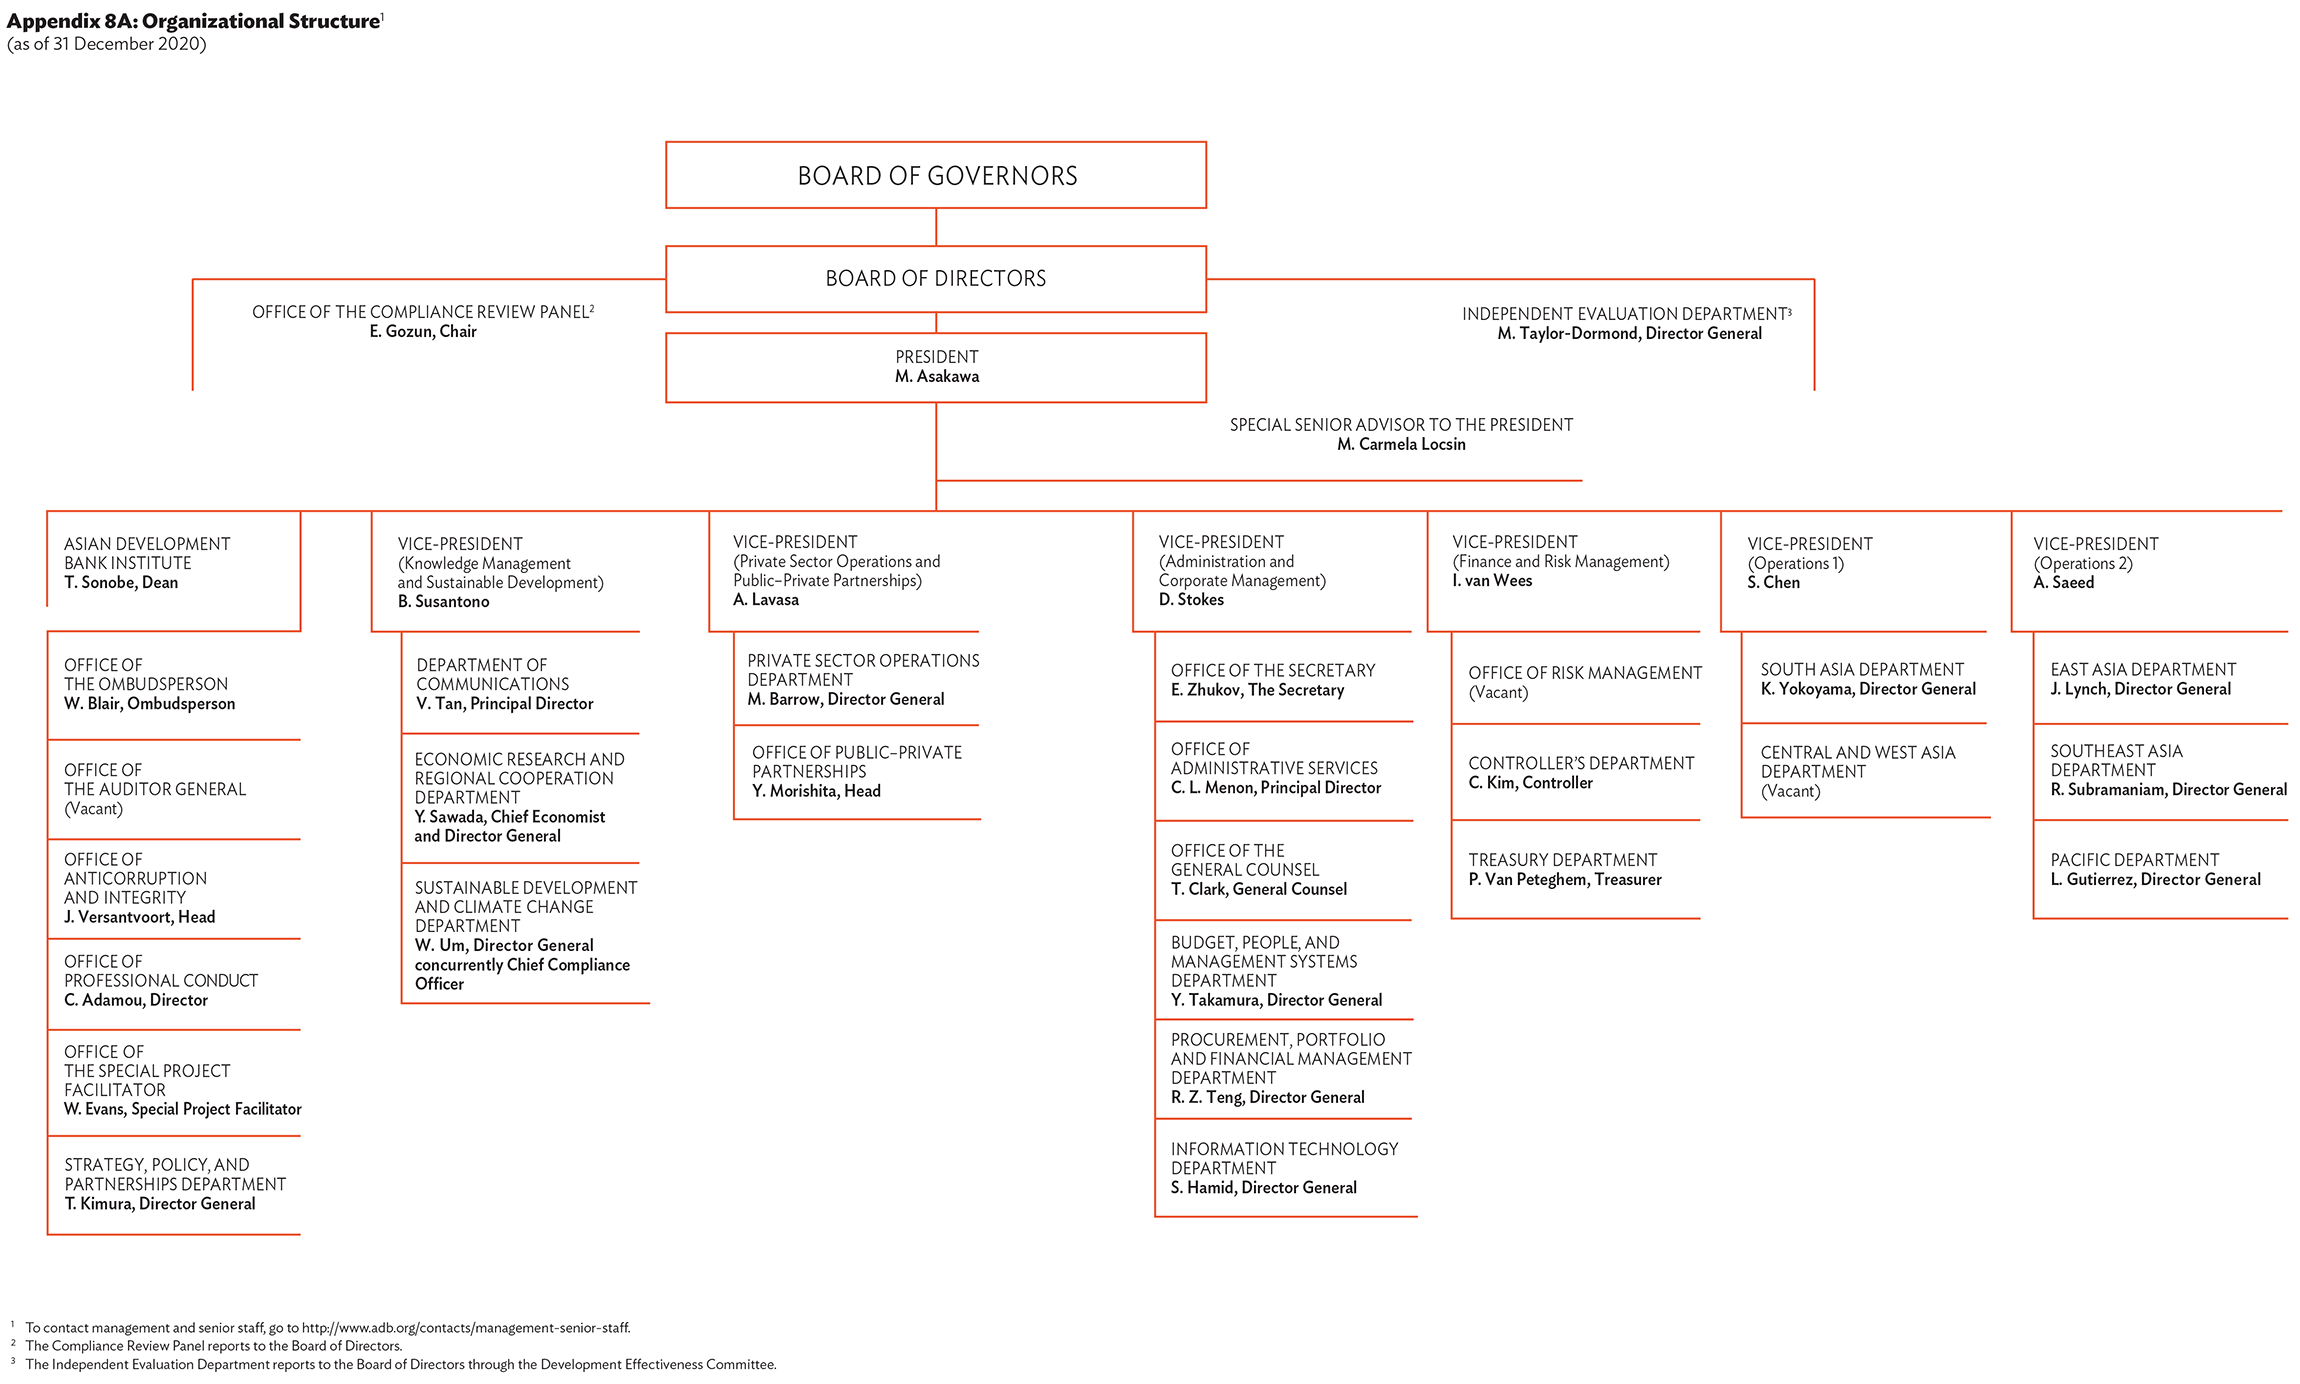 Appendix 8A: Organizational Structure1
(as of 31 December 2020)
BOARD OF GOVERNORS
BOARD OF DIRECTORS
OFFICE OF THE COMPLIANCE REVIEW PANEL2
E. Gozun, Chair
INDEPENDENT EVALUATION DEPARTMENT3
M. Taylor-Dormond, Director General
PRESIDENT
M. Asakawa
SPECIAL SENIOR ADVISOR TO THE PRESIDENT
M. Carmela Locsin
ASIAN DEVELOPMENT
BANK INSTITUTE
T. Sonobe, Dean
OFFICE OF
THE OMBUDSPERSON
W. Blair, Ombudsperson
OFFICE OF
THE AUDITOR GENERAL
(Vacant)
OFFICE OF
ANTICORRUPTION
AND INTEGRITY
J. Versantvoort, Head
OFFICE OF
PROFESSIONAL CONDUCT
C. Adamou, Director
OFFICE OF
THE SPECIAL PROJECT
FACILITATOR
W. Evans, Special Project Facilitator
STRATEGY, POLICY, AND
PARTNERSHIPS DEPARTMENT
T. Kimura, Director General
VICE-PRESIDENT
(Knowledge Management
and Sustainable Development)
B. Susantono
DEPARTMENT OF
COMMUNICATIONS
V. Tan, Principal Director
ECONOMIC RESEARCH AND
REGIONAL COOPERATION
DEPARTMENT
Y. Sawada, Chief Economist
and Director General
SUSTAINABLE DEVELOPMENT
AND CLIMATE CHANGE
DEPARTMENT
W. Um, Director General
concurrently Chief Compliance
Officer
VICE-PRESIDENT
(Private Sector Operations and
Public–Private Partnerships)
A. Lavasa
PRIVATE SECTOR OPERATIONS
DEPARTMENT
M. Barrow, Director General
OFFICE OF PUBLIC–PRIVATE
PARTNERSHIPS
Y. Morishita, Head
VICE-PRESIDENT
(Administration and
Corporate Management)
D. Stokes
OFFICE OF THE SECRETARY
E. Zhukov, The Secretary
OFFICE OF
ADMINISTRATIVE SERVICES
C. L. Menon, Principal Director
OFFICE OF THE
GENERAL COUNSEL
T. Clark, General Counsel
BUDGET, PEOPLE, AND
MANAGEMENT SYSTEMS
DEPARTMENT
Y. Takamura, Director General
PROCUREMENT, PORTFOLIO
AND FINANCIAL MANAGEMENT
DEPARTMENT
R. Z. Teng, Director General
INFORMATION TECHNOLOGY
DEPARTMENT
S. Hamid, Director General
VICE-PRESIDENT
(Finance and Risk Management)
I. van Wees
OFFICE OF RISK MANAGEMENT
(Vacant)
CONTROLLER'S DEPARTMENT
C. Kim, Controller
TREASURY DEPARTMENT
P. Van Peteghem, Treasurer
VICE-PRESIDENT
(Operations 1)
S. Chen
SOUTH ASIA DEPARTMENT
K. Yokoyama, Director General
CENTRAL AND WEST ASIA
DEPARTMENT
(Vacant)
VICE-PRESIDENT
(Operations 2)
A. Saeed
EAST ASIA DEPARTMENT
J. Lynch, Director General
SOUTHEAST ASIA
DEPARTMENT
R. Subramaniam, Director General
PACIFIC DEPARTMENT
L. Gutierrez, Director General
1 To contact management and senior staff, go to http://www.adb.org/contacts/management-senior-staff.
2 The Compliance Review Panel reports to the Board of Directors.
3 The Independent Evaluation Department reports to the Board of Directors through the Development Effectiveness Committee.